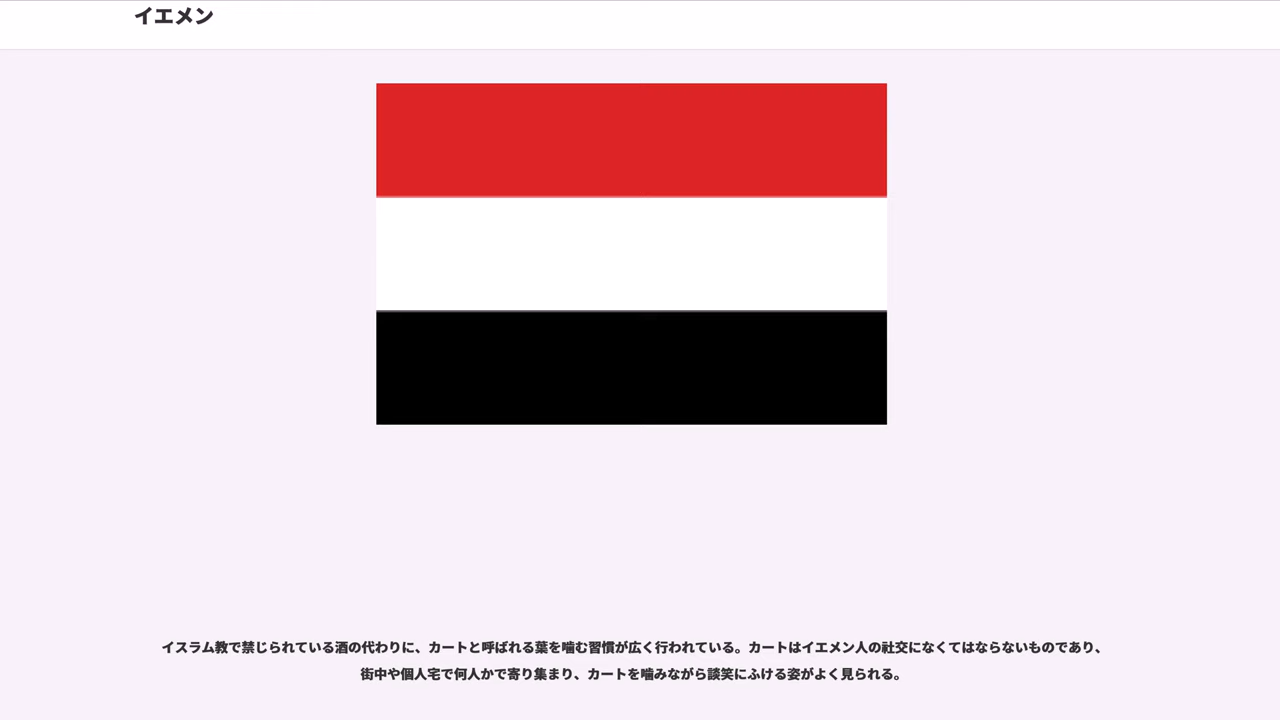 イエメン
イスラム教で禁じられている酒の代わりに、カートと呼ばれる葉を噛む習慣が広く行われている。カートはイエメン人の社交になくてはならないものであり、
街中や個人宅で何人かで寄り集まり、カートを噛みながら談笑にふける姿がよく見られる。